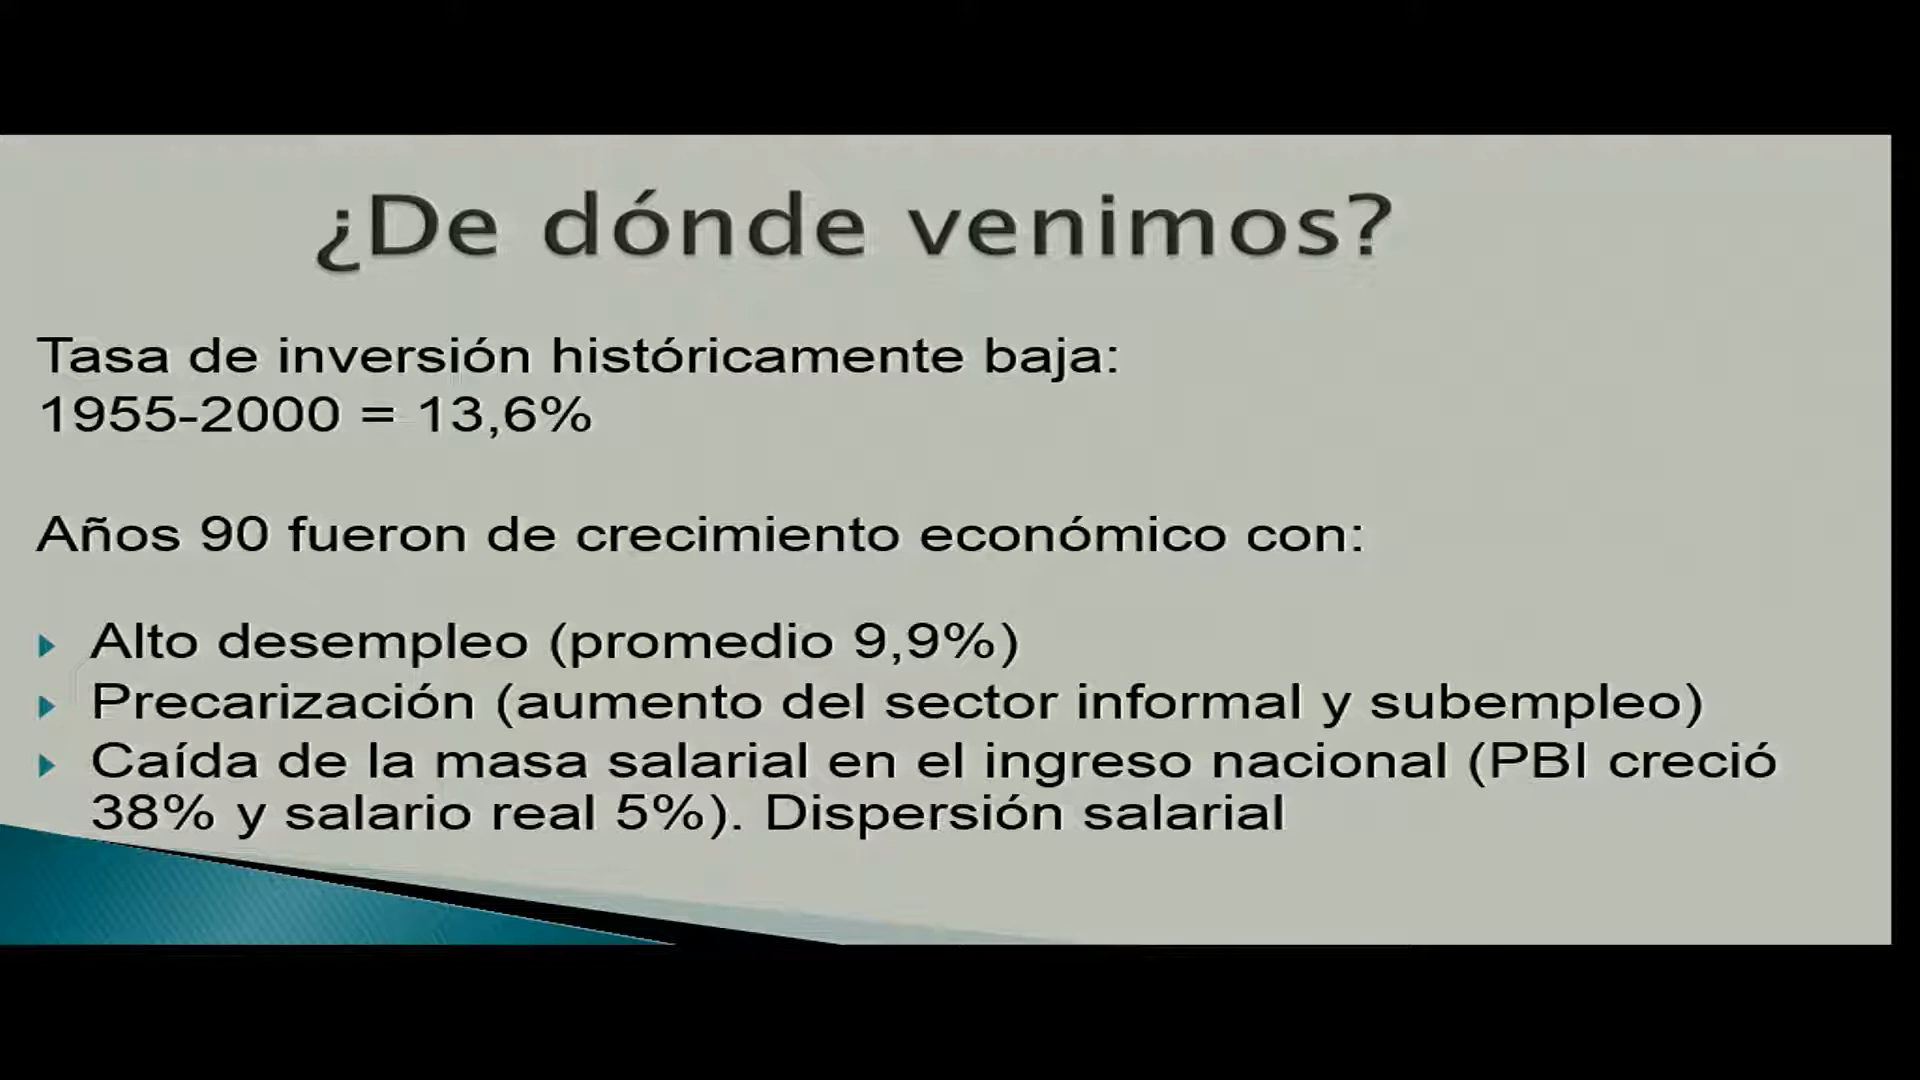 ¿De dónde venimos?
Tasa de inversión históricamente baja:
1955-2000 = 13,6%
Años 90 fueron de crecimiento económico con:
Alto desempleo (promedio 9,9%)
Precarización (aumento del sector informal y subempleo)
Caída de la masa salarial en el ingreso nacional (PBI creció
38% y salario real 5%). Dispersión salarial